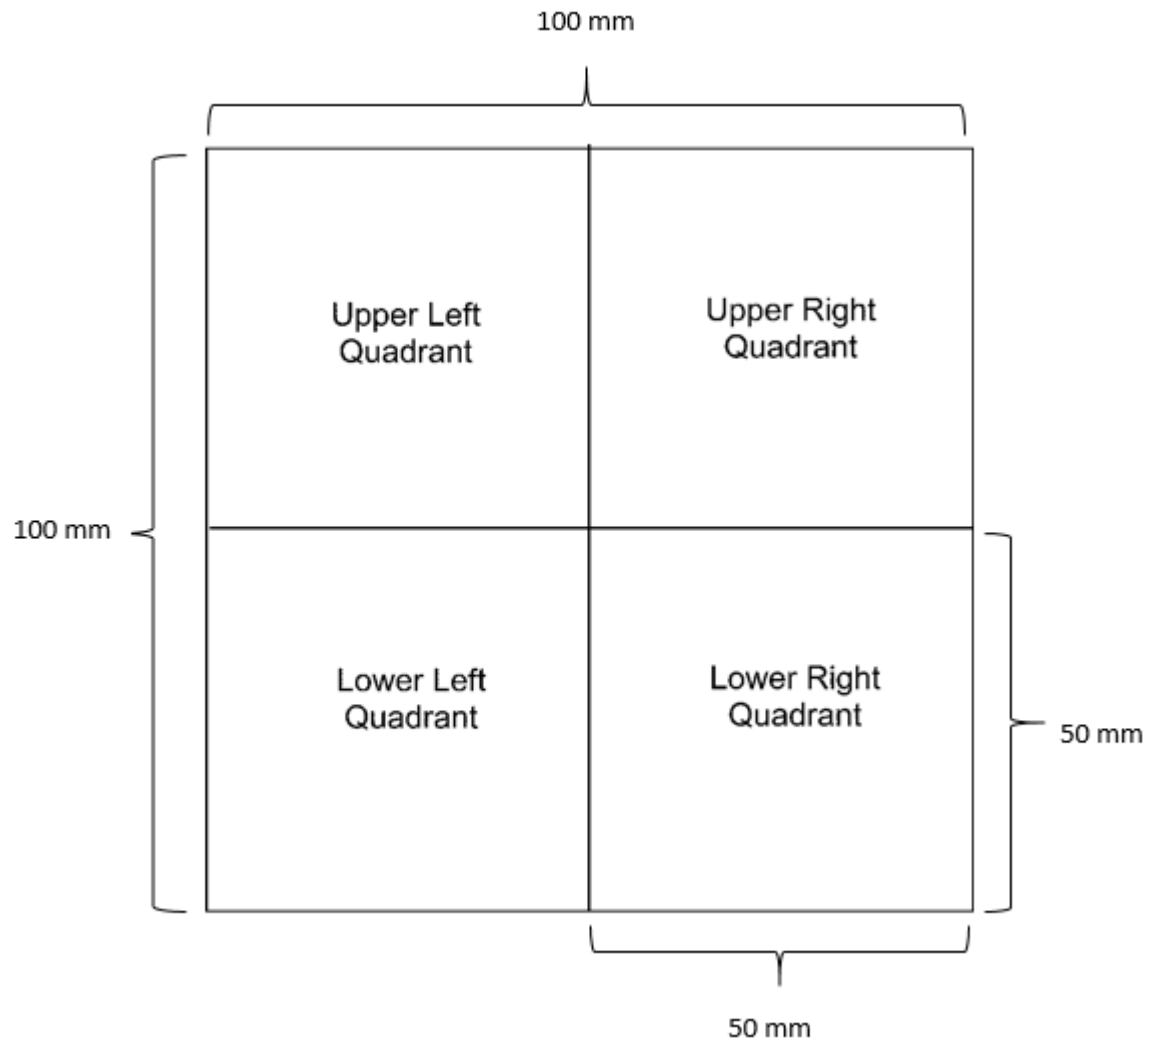 100 mm
Upper Left
Quadrant
Upper Right
Quadrant
100 mm
Lower Left
Quadrant
Lower Right
Quadrant
50 mm
50 mm